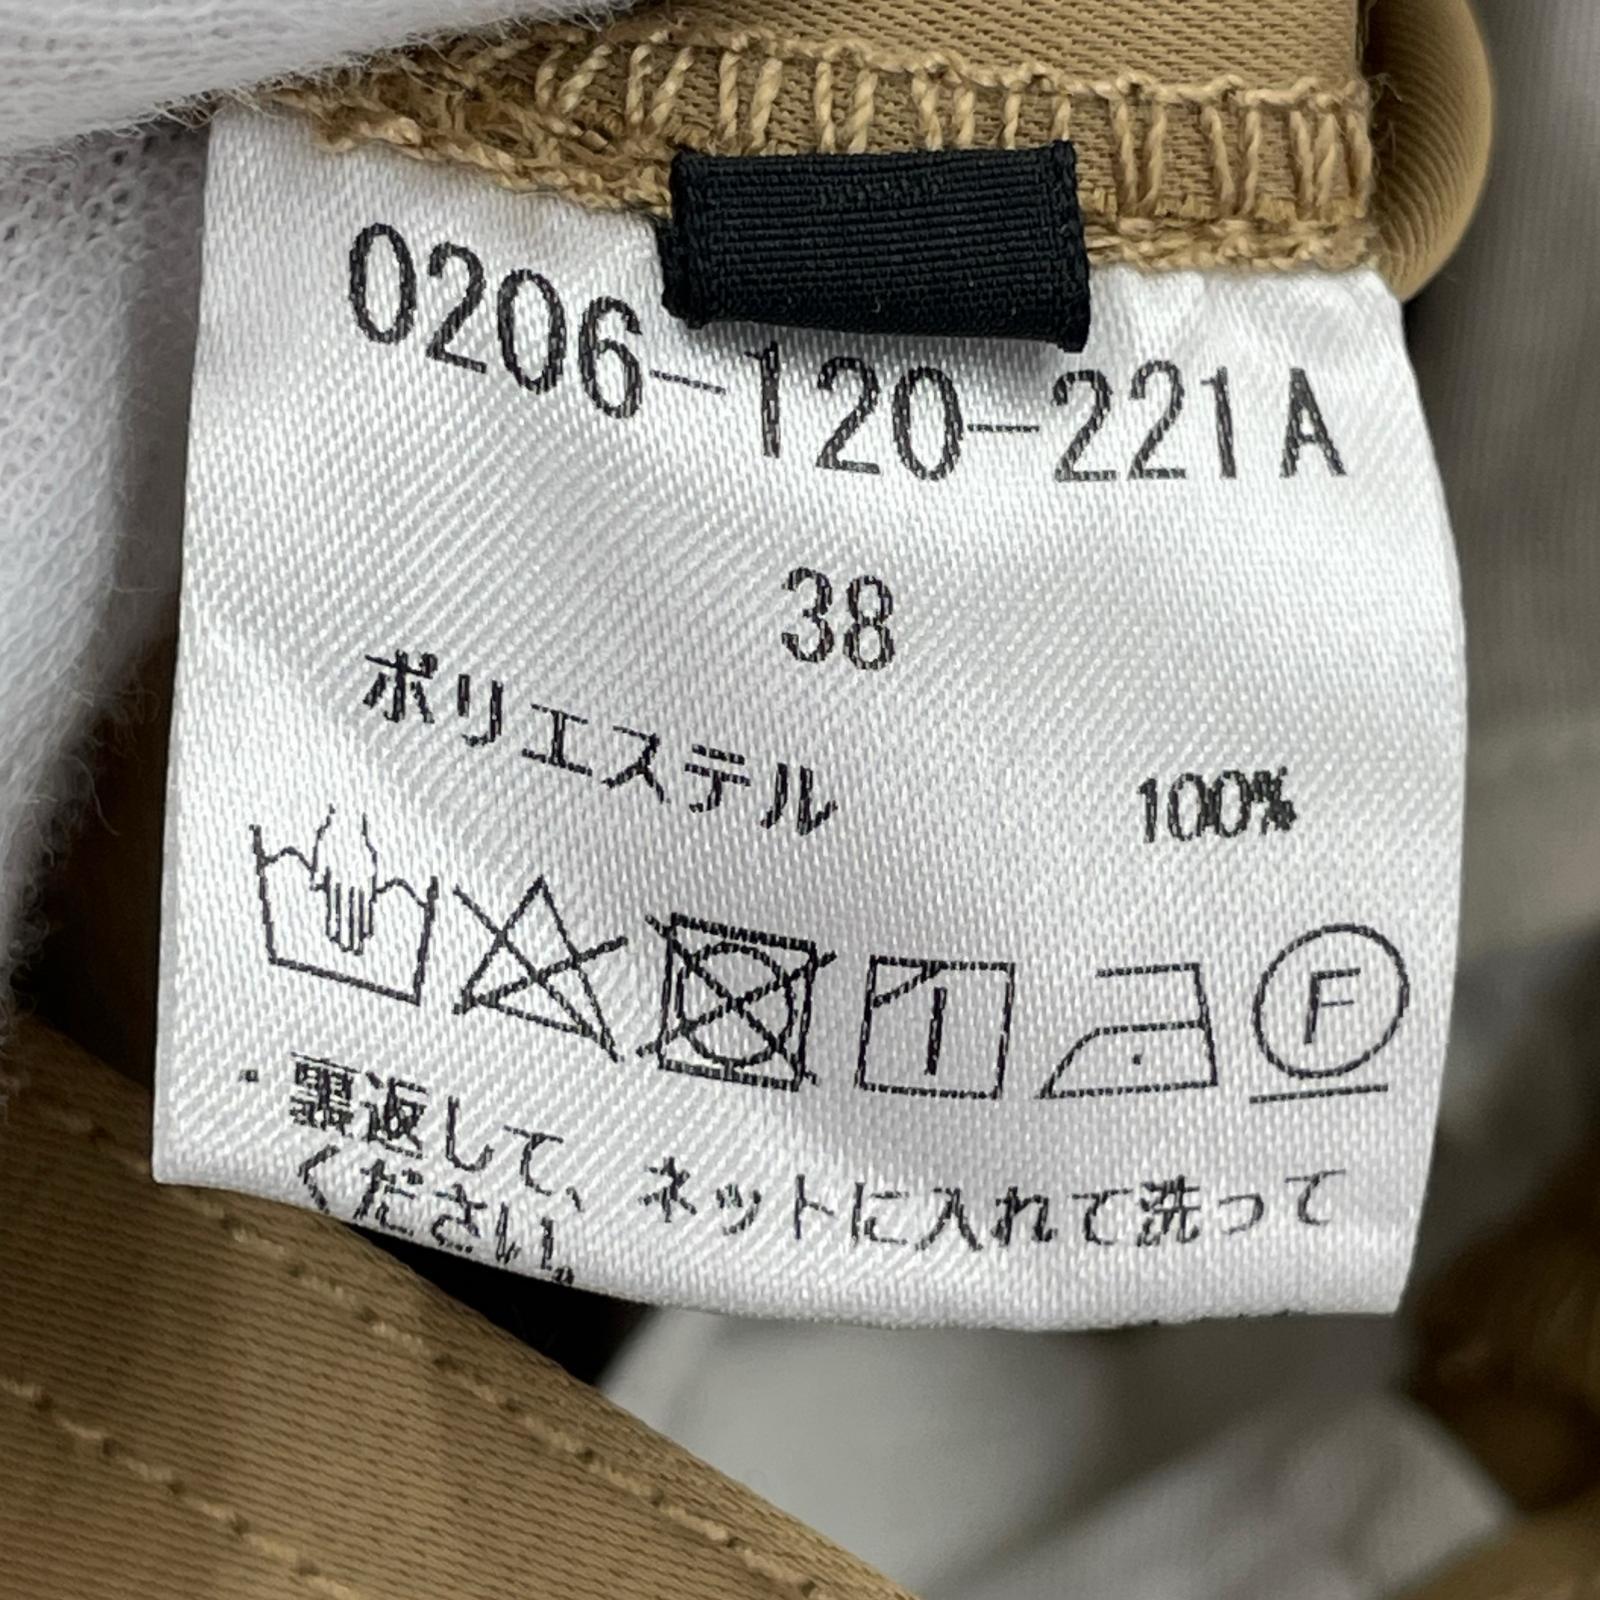 0206-120-221A
38
ポリエステル 100%
F
・裏返して、ネットに入れて洗って
ください。